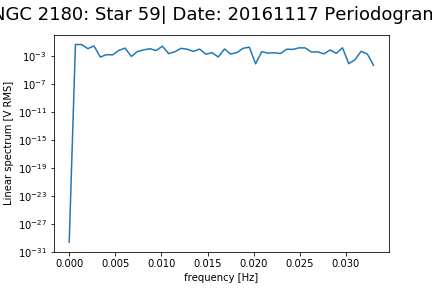 NGC 2180: Star 59| Date: 20161117 Periodogram
10⁻³
10⁻⁷
10⁻¹¹
10⁻¹⁵
10⁻¹⁹
10⁻²³
10⁻²⁷
10⁻³¹
Linear spectrum [V RMS]
0.000 0.005 0.010 0.015 0.020 0.025 0.030
frequency [Hz]